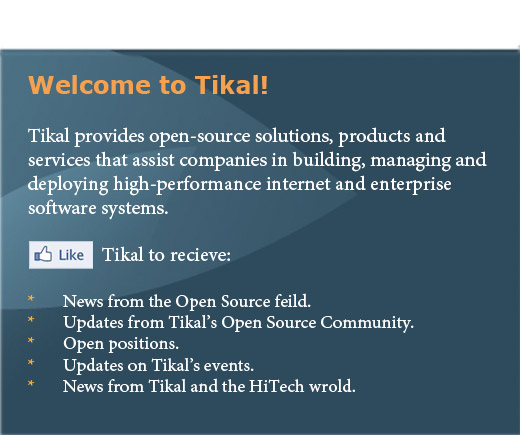 Welcome to Tikal!
Tikal provides open-source solutions, products and
services that assist companies in building, managing and
deploying high-performance internet and enterprise
software systems.
Like Tikal to recieve:
* News from the Open Source feild.
* Updates from Tikal's Open Source Community.
* Open positions.
* Updates on Tikal's events.
* News from Tikal and the HiTech wrold.